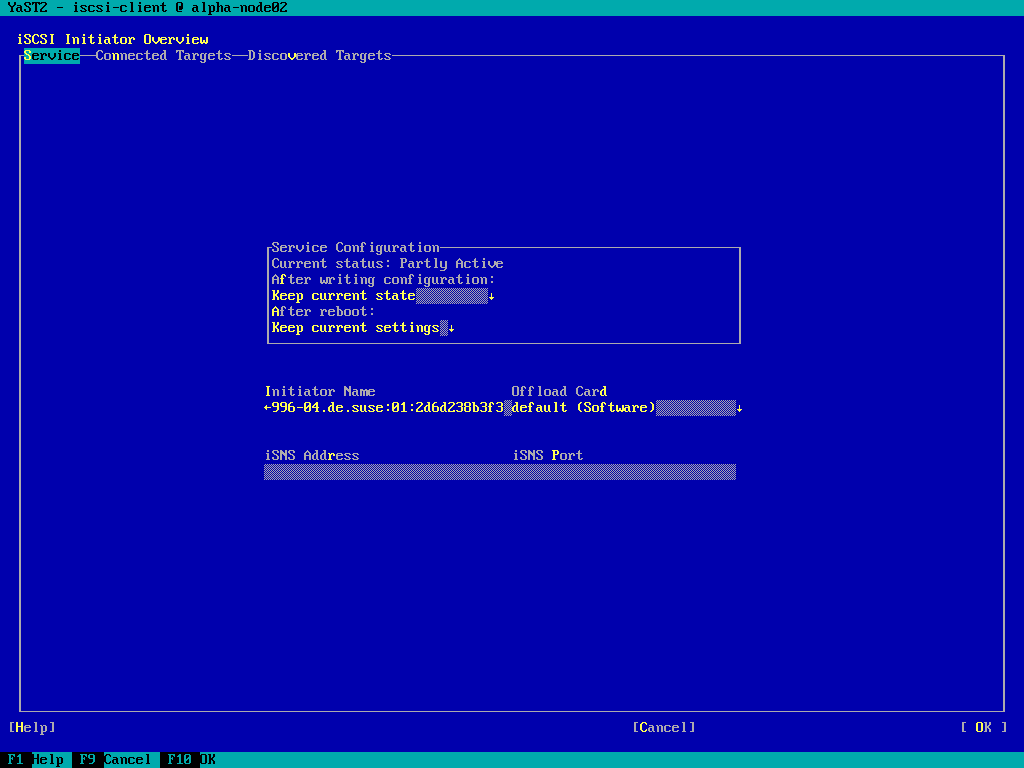 YaST2 - iscsi-client @ alpha-node02
iSCSI Initiator Overview
Service Connected Targets Discovered Targets
Service Configuration
Current status: Partly Active
After writing configuration:
Keep current state ↓
After reboot:
Keep current settings ↓
Initiator Name Offload Card
←996-04.de.suse:01:2d6d238b3f3 default (Software) ↓
iSNS Address iSNS Port
[Help] [Cancel] [ OK ]
F1 Help F9 Cancel F10 OK